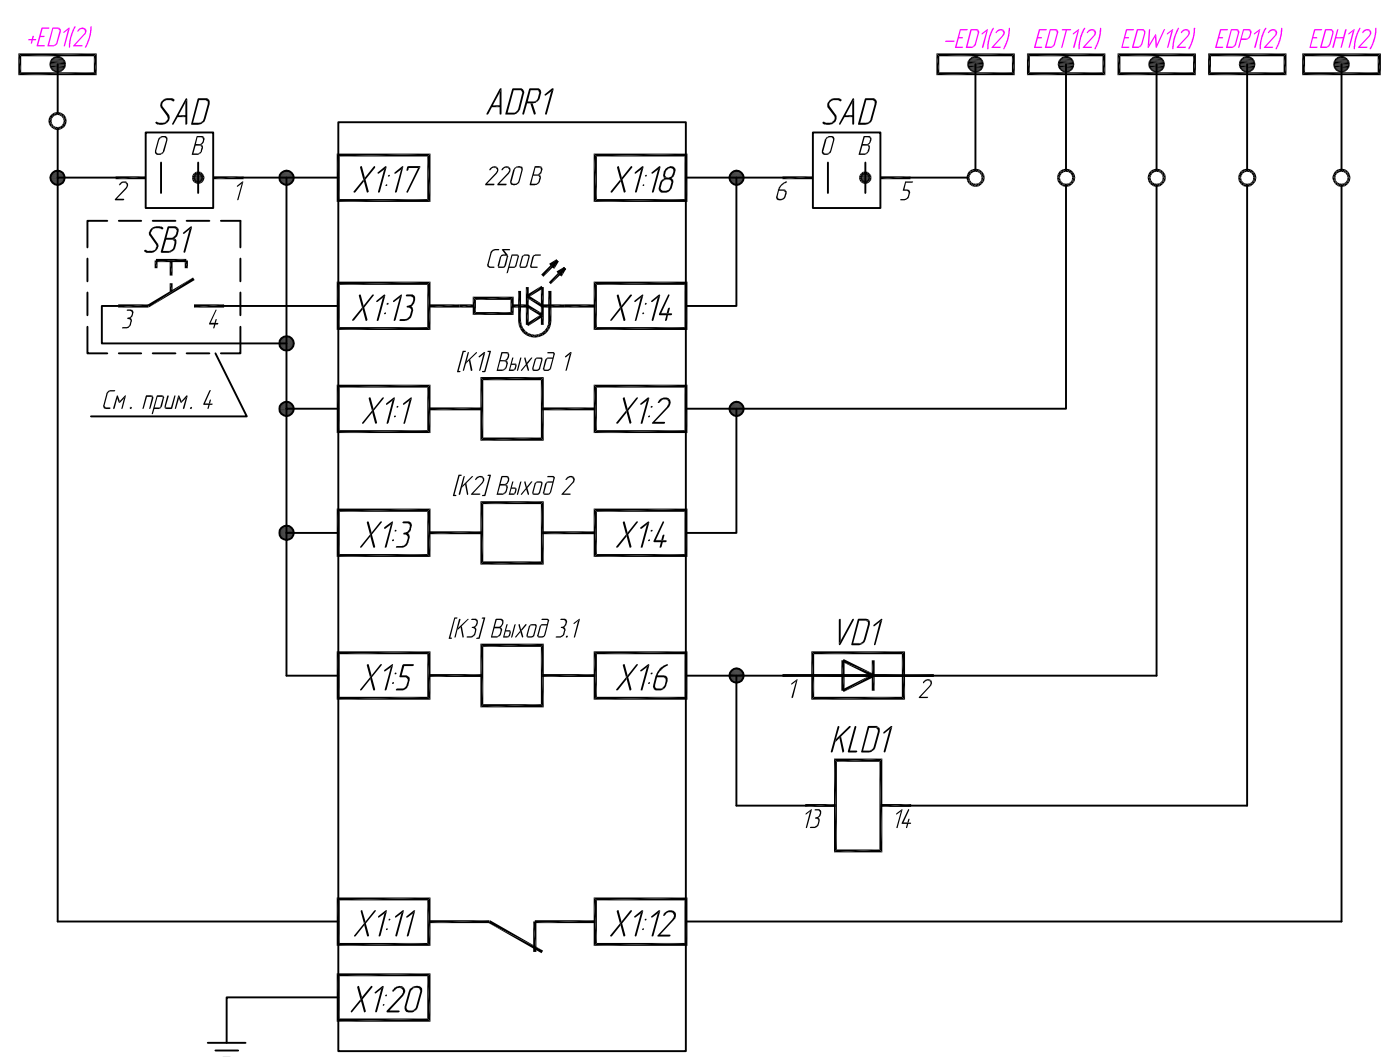 +ED1(2)
-ED1(2)
EDT1(2)
EDW1(2)
EDP1(2)
EDH1(2)
SAD
O B
2
1
ADR1
X1:17
220 В
X1:18
SAD
O B
6
5
SB1
3
4
См. прим. 4
X1:13
Сброс
X1:14
[K1] Выход 1
X1:1
X1:2
[K2] Выход 2
X1:3
X1:4
[K3] Выход 3.1
X1:5
X1:6
VD1
1
2
KLD1
13
14
X1:11
X1:12
X1:20